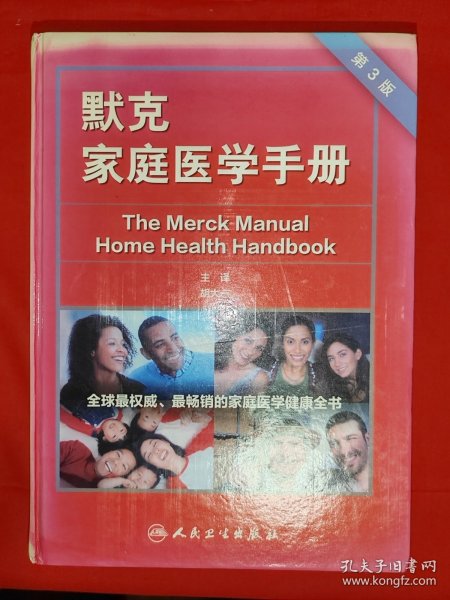 第3版
默克
家庭医学手册
The Merck Manual
Home Health Handbook
主 译
全球最权威、最畅销的家庭医学健康全书
人民卫生出版社
孔夫子旧书网
www.kongfz.com